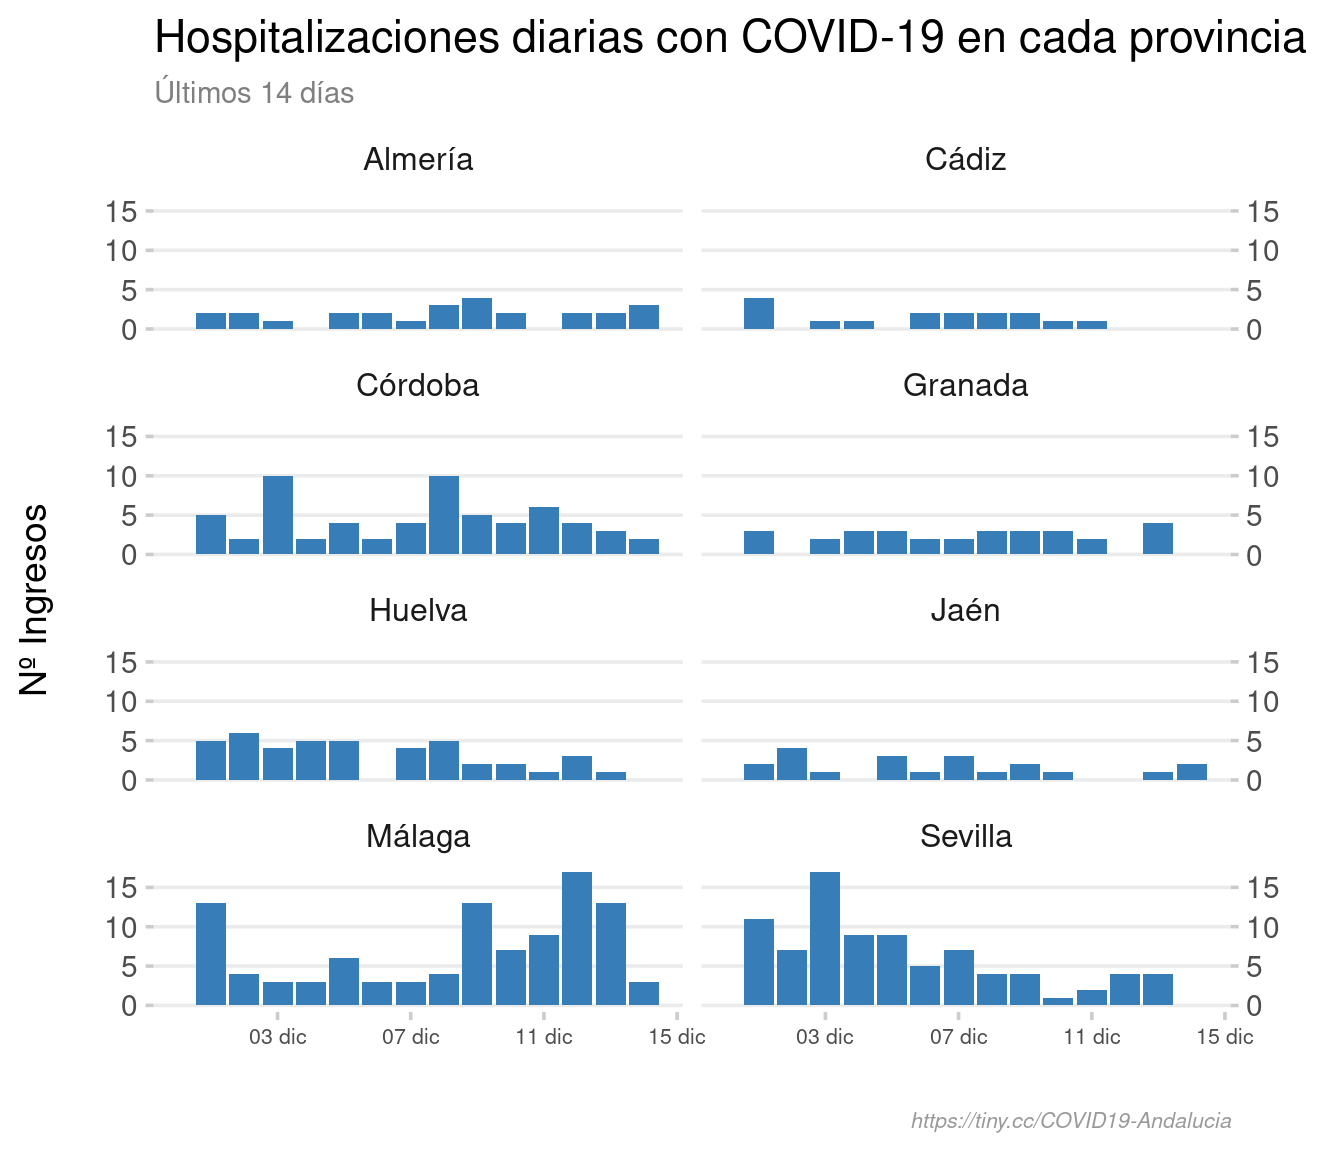 Hospitalizaciones diarias con COVID-19 en cada provincia
Últimos 14 días
Almería
Cádiz
15
10
5
0
15
10
5
0
Córdoba
Granada
15
10
5
0
15
10
5
0
Nº Ingresos
Huelva
Jaén
15
10
5
0
15
10
5
0
Málaga
Sevilla
15
10
5
0
15
10
5
0
03 dic 07 dic 11 dic 15 dic
03 dic 07 dic 11 dic 15 dic
https://tiny.cc/COVID19-Andalucia